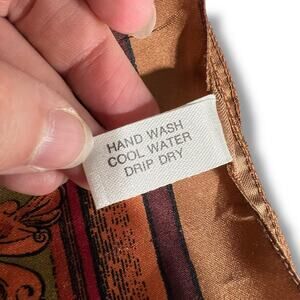 HAND WASH
COOL WATER
DRIP DRY